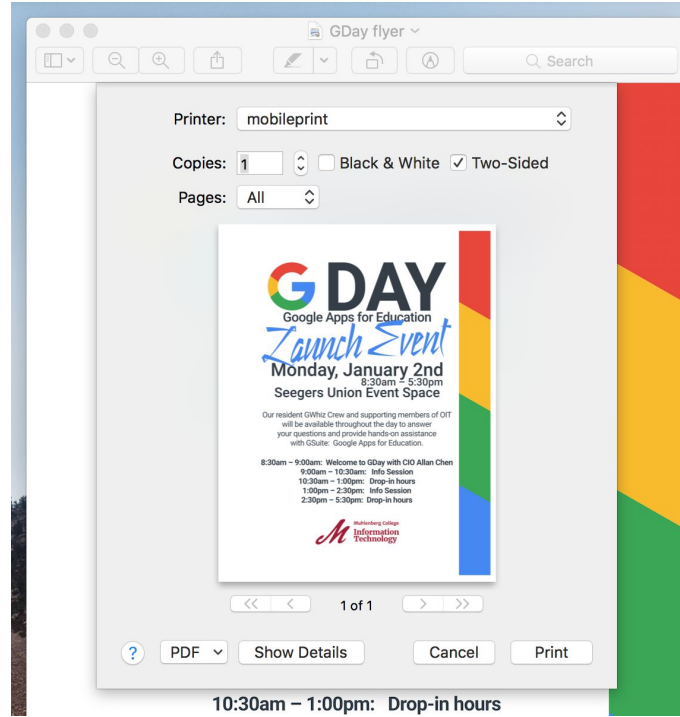 GDay flyer
Search
Printer: mobileprint
Copies: 1 Black & White Two-Sided
Pages: All
G DAY
Google Apps for Education
Launch Event
Monday, January 2nd
8:30am – 5:30pm
Seegers Union Event Space
Our resident GWhiz Crew and supporting members of OIT
will be available throughout the day to answer
your questions and provide hands-on assistance
with GSuite: Google Apps for Education.
8:30am – 9:00am: Welcome to GDay with CIO Allan Chen
9:00am – 10:30am: Info Session
10:30am – 1:00pm: Drop-in hours
1:00pm – 2:30pm: Info Session
2:30pm – 5:30pm: Drop-in hours
M Muhlenberg College
Information
Technology
<< < 1 of 1 > >>
? PDF Show Details Cancel Print
10:30am – 1:00pm: Drop-in hours